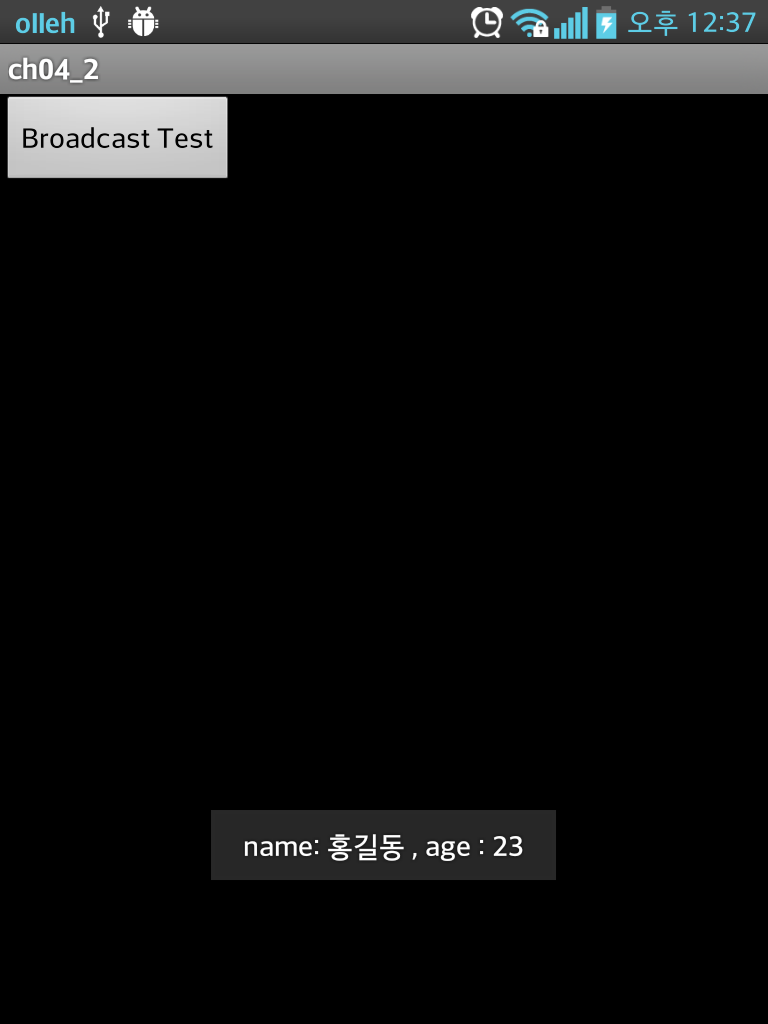 olleh 오후 12:37
ch04_2
Broadcast Test
name: 홍길동 , age : 23